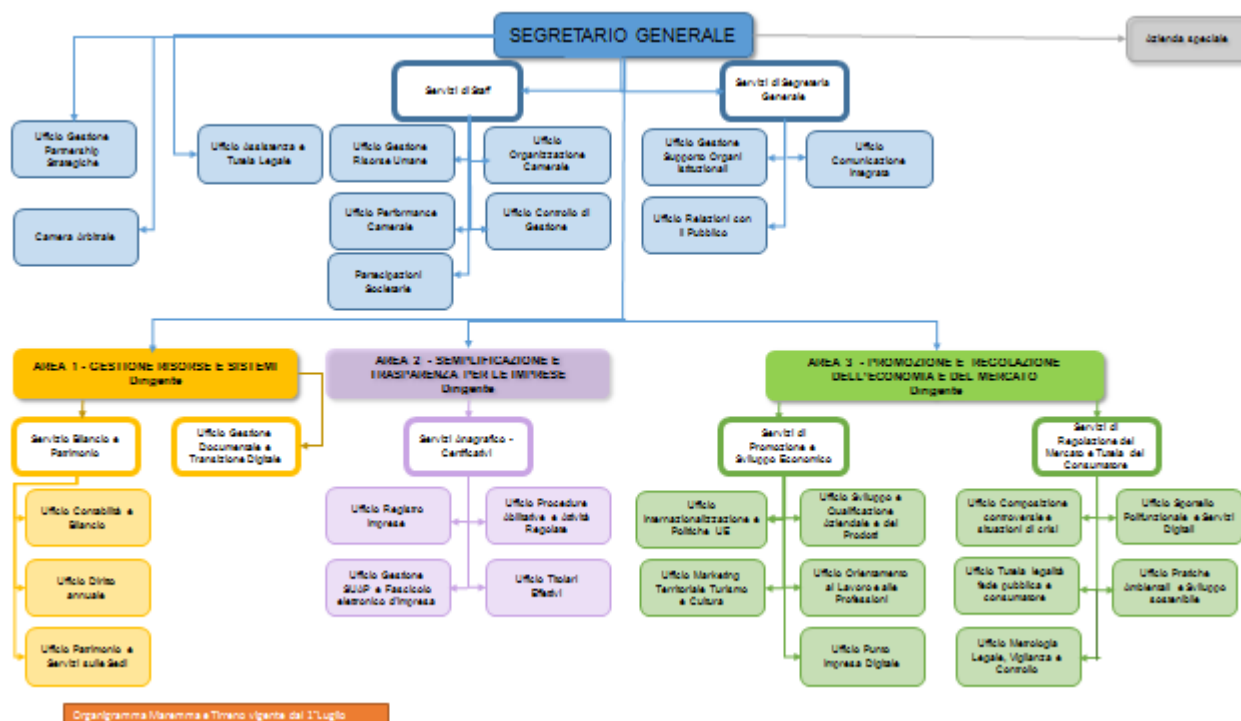 SEGRETARIO GENERALE
Azienda speciale
Servizi di Staff
Servizi di Segreteria
Generale
Ufficio Gestione
Partnership
Strategiche
Ufficio Assistenza e
Tutela Legale
Ufficio Gestione
Risorse Umane
Ufficio
Organizzazione
Camerale
Ufficio Gestione
Supporto Organi
Istituzionali
Ufficio
Comunicazione
Integrata
Camera Arbitrale
Ufficio Performance
Camerale
Ufficio Controllo di
Gestione
Ufficio Relazioni con
il Pubblico
Partecipazioni
Societarie
AREA 1 - GESTIONE RISORSE E SISTEMI
Dirigente
AREA 2 - SEMPLIFICAZIONE E
TRASPARENZA PER LE IMPRESE
Dirigente
AREA 3 - PROMOZIONE E REGOLAZIONE
DELL'ECONOMIA E DEL MERCATO
Dirigente
Servizio Bilancio e
Patrimonio
Ufficio Gestione
Documentale e
Transizione Digitale
Servizi Anagrafico -
Certificativi
Servizi di
Promozione e
Sviluppo Economico
Servizi di
Regolazione del
Mercato e Tutela del
Consumatore
Ufficio Contabilità e
Bilancio
Ufficio Diritto
annuale
Ufficio Patrimonio e
Servizi sulle Sedi
Ufficio Registro
Imprese
Ufficio Procedure
Abilitative e Attività
Regolate
Ufficio Gestione
SUAP e Fascicolo
elettronico d'Impresa
Ufficio Titolari
Effettivi
Ufficio
Internazionalizzazione e
Politiche UE
Ufficio Sviluppo e
Qualificazione
Aziendale e dei
Prodotti
Ufficio Marketing
Territoriale Turismo
e Cultura
Ufficio Orientamento
al Lavoro e alle
Professioni
Ufficio Punto
Impresa Digitale
Ufficio Composizione
controversie e
situazioni di crisi
Ufficio Sportello
Polifunzionale e Servizi
Digitali
Ufficio Tutela legalità
fede pubblica e
consumatore
Ufficio Pratiche
Ambientali e Sviluppo
sostenibile
Ufficio Metrologia
Legale, Vigilanza e
Controllo
Organigramma Maremma e Tirreno vigente dal 1°Luglio